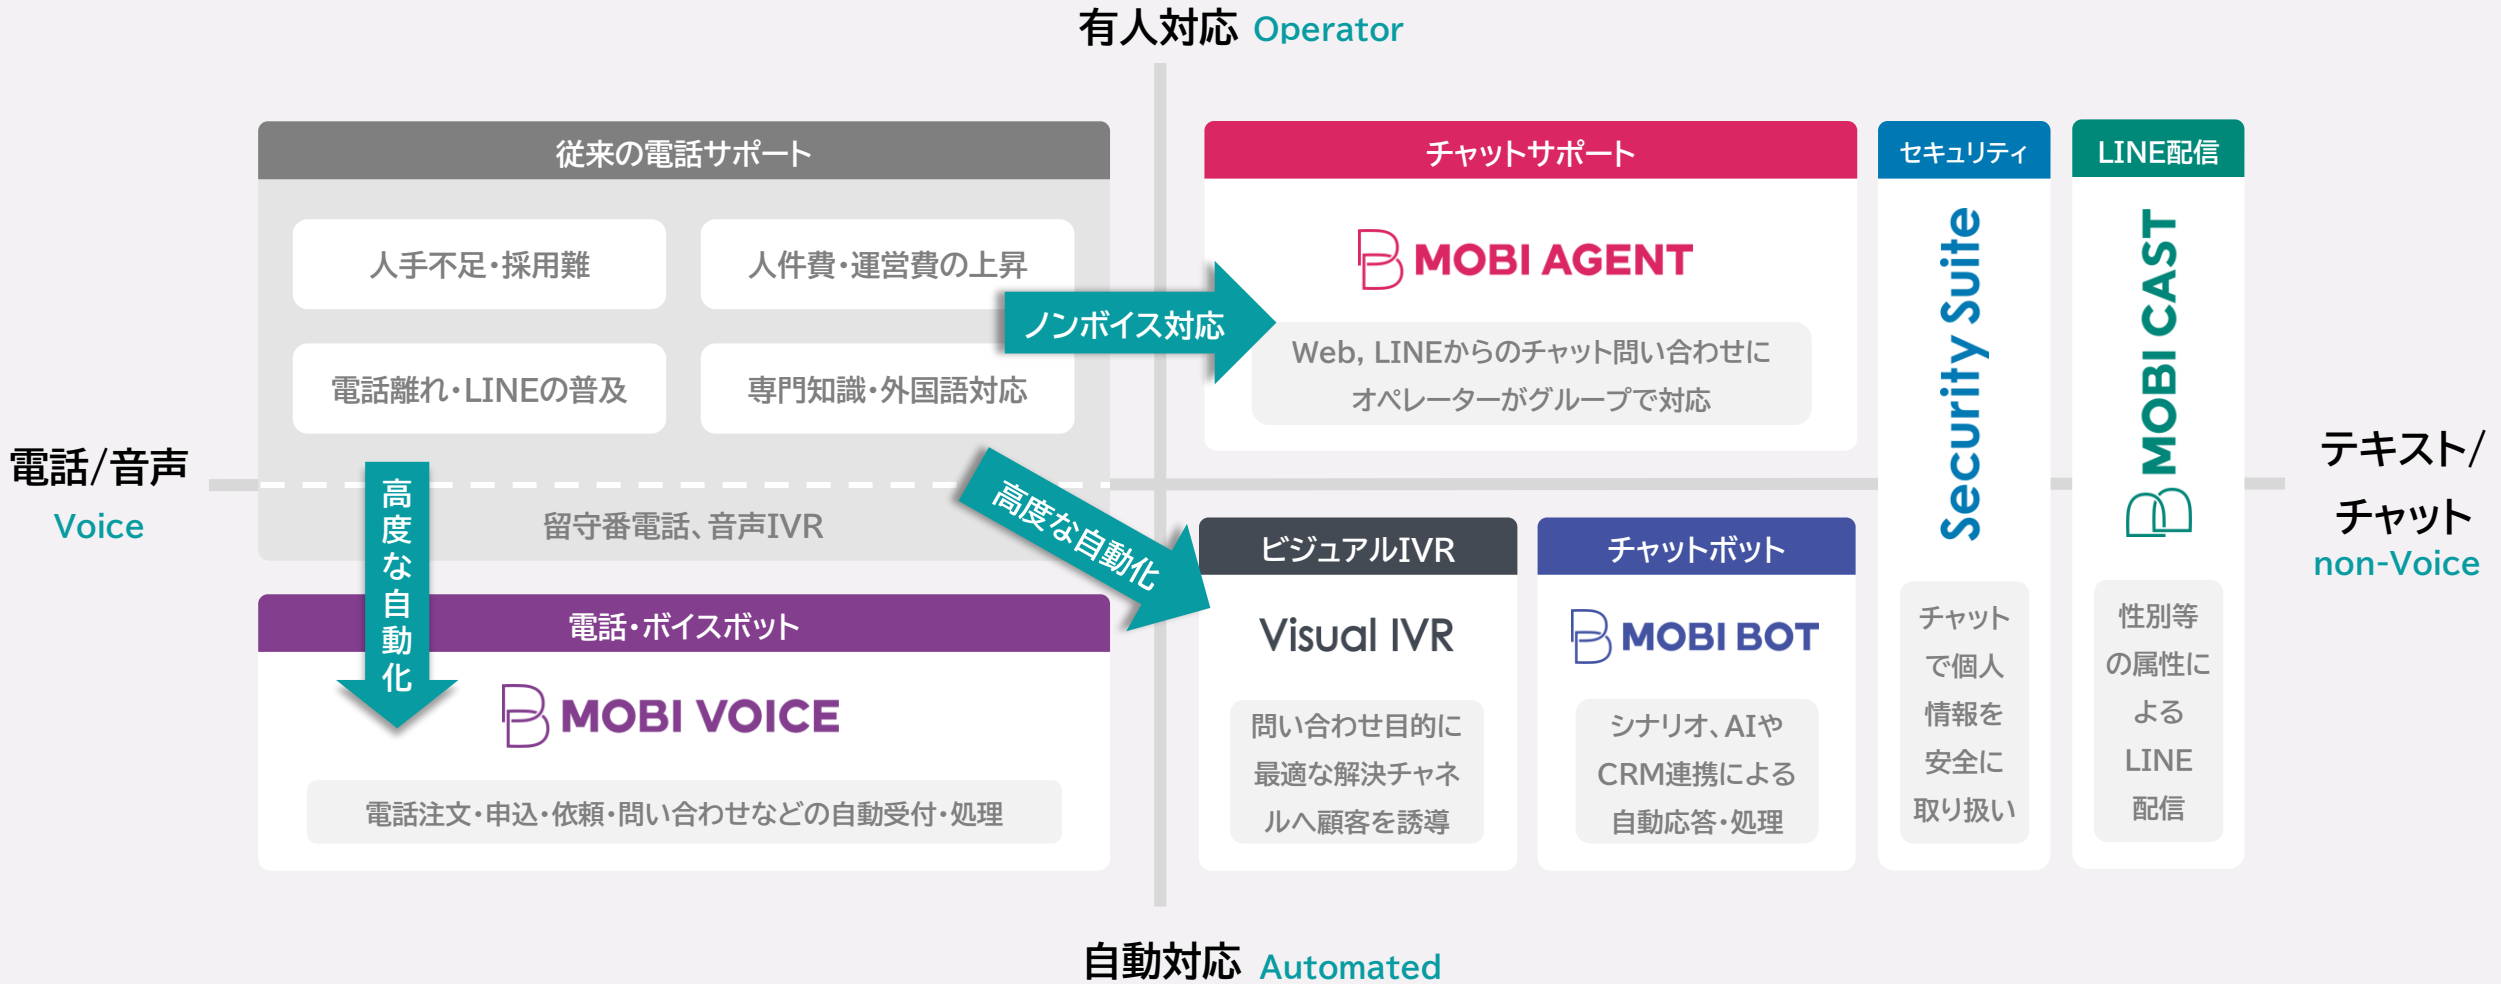 有人対応 Operator
従来の電話サポート
人手不足・採用難
人件費・運営費の上昇
電話離れ・LINEの普及
専門知識・外国語対応
ノンボイス対応
高度な自動化
高度な自動化
留守番電話、音声IVR
電話/音声
Voice
電話・ボイスボット
MOBI VOICE
電話注文・申込・依頼・問い合わせなどの自動受付・処理
チャットサポート
MOBI AGENT
Web, LINEからのチャット問い合わせに
オペレーターがグループで対応
ビジュアルIVR
Visual IVR
問い合わせ目的に
最適な解決チャネ
ルへ顧客を誘導
チャットボット
MOBI BOT
シナリオ、AIや
CRM連携による
自動応答・処理
セキュリティ
Security Suite
チャット
で個人
情報を
安全に
取り扱い
LINE配信
MOBI CAST
性別等
の属性に
よる
LINE
配信
テキスト/
チャット
non-Voice
自動対応 Automated